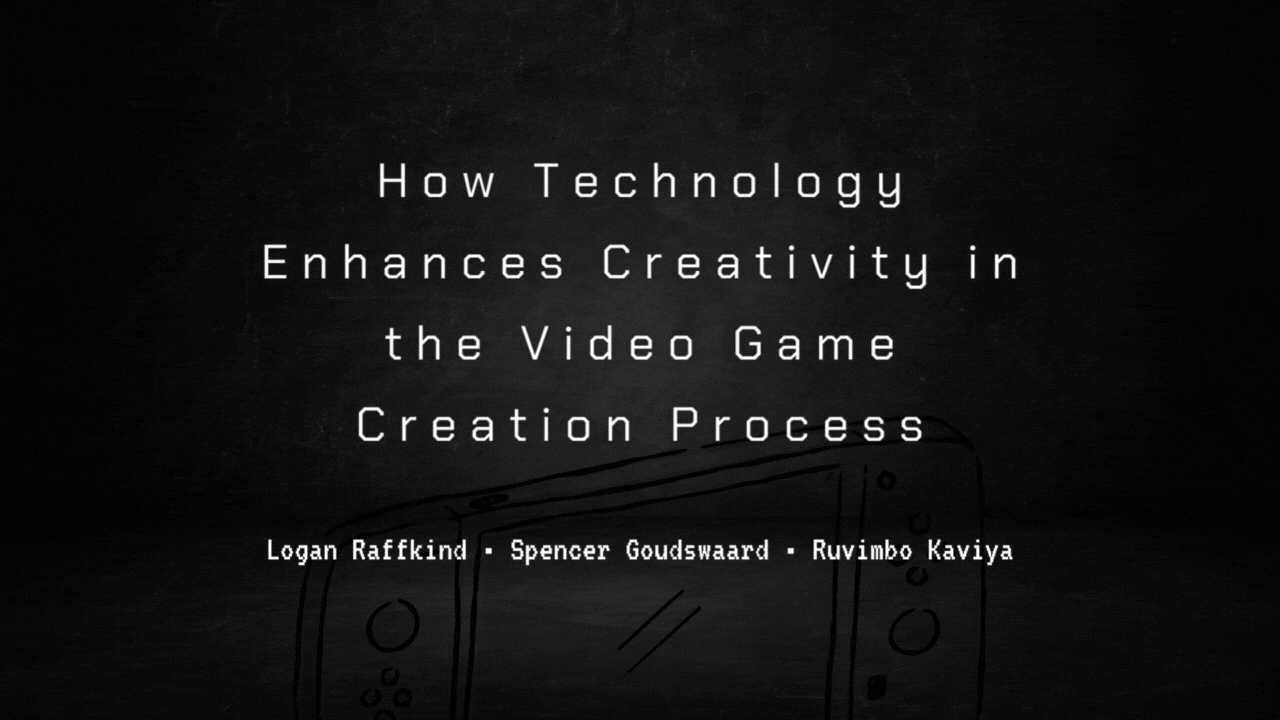 How Technology
Enhances Creativity in
the Video Game
Creation Process
Logan Raffkind ▪ Spencer Goudswaard ▪ Ruvimbo Kaviya